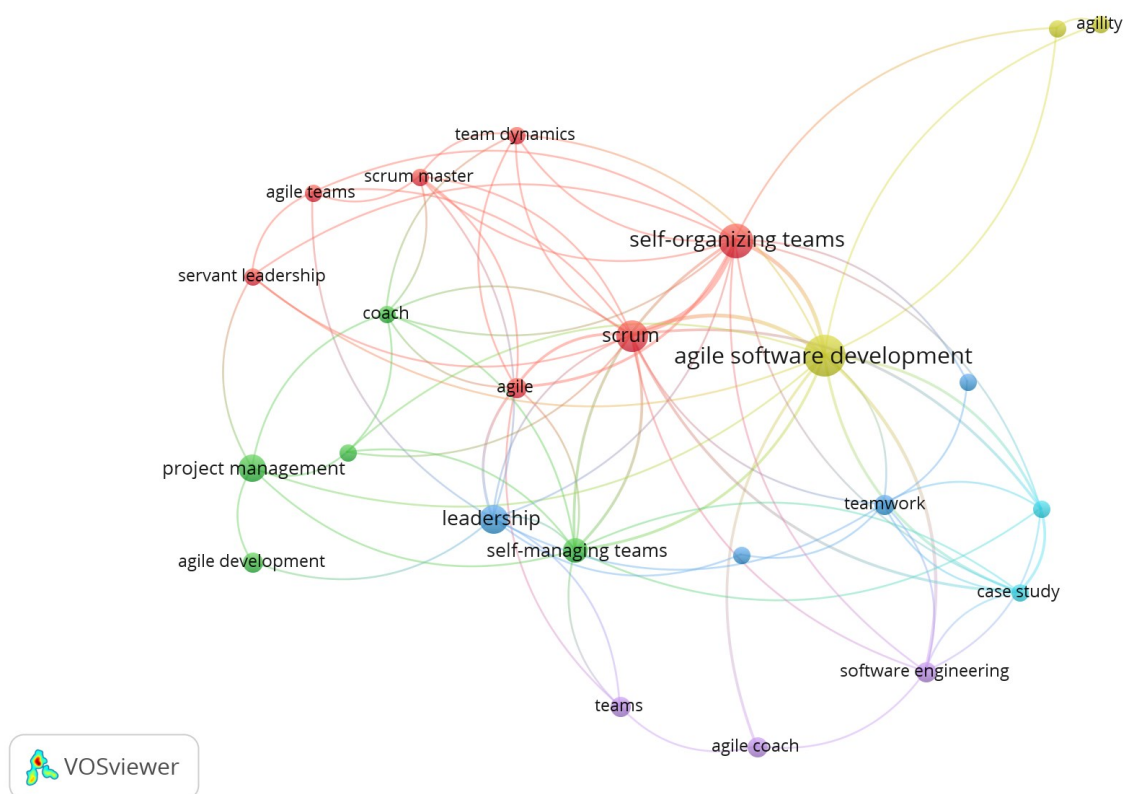 agility
team dynamics
scrum master
agile teams
self-organizing teams
servant leadership
coach
scrum
agile software development
agile
project management
leadership
teamwork
self-managing teams
agile development
case study
software engineering
teams
agile coach
VOSviewer